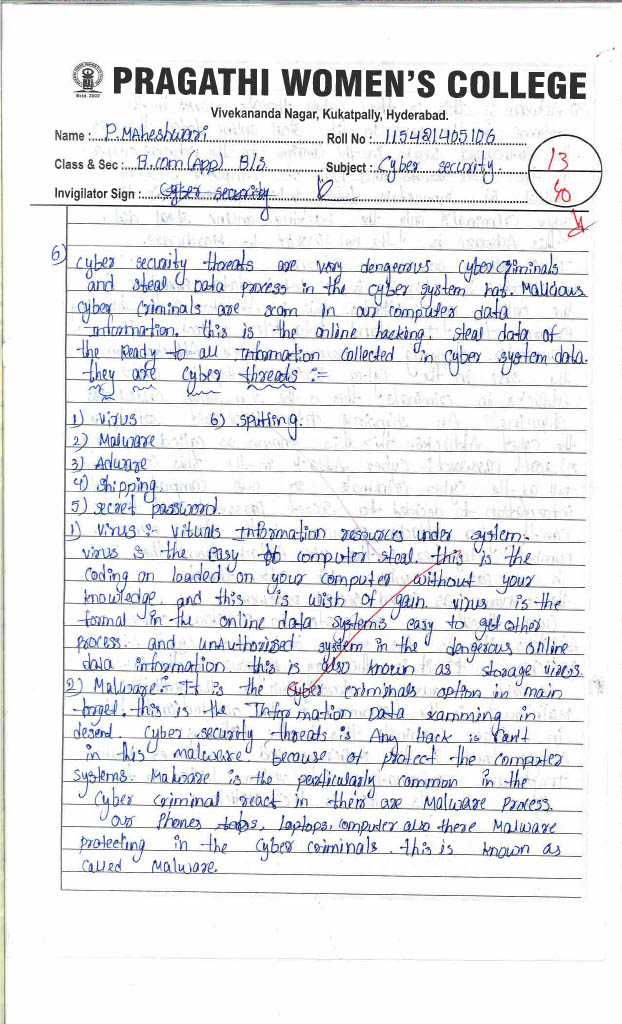 PRAGATHI WOMEN'S COLLEGE
Estd. 2002
Vivekananda Nagar, Kukatpally, Hyderabad.
Name : P. MAheshwari Roll No : 115421405106
Class & Sec : B.com (App) B/s Subject : Cyber security.
13
40
Invigilator Sign : Cyber security
6) Cyber security threats are very dengerous Cyber Criminals
and steal Data process in the cyber system has. Malicious
cyber Criminals are scam in our computer data
Information. this is the online hacking. steal data of
the Ready to all Information collected in cyber system data.
they are cyber threads :-
1) Virus 6) Spitting.
2) Malware
3) Adware
4) Shipping.
5) secret password.
1) Virus :- Vituals Information resources under system.
virus is the easy to computer steal. this is the
coding on loaded on your computer without your
knowledge and this is wish of gain. virus is the
formal in the online data systems easy to get other
process. and unAuthorised system in the dengerous online
data information. this is also known as storage virus.
2) Malware :- It is the Cyber criminals option in main
forged. this is the Information Data xamming in
desend. Cyber security threats is Any hack is
in this malware because of protect the computer
systems. Malware is the particularly common in the
Cyber Criminal react in their are Malware Process.
our Phones tabs, laptops, computer also there Malware
protecting in the Cyber Criminals. this is known as
called Malware.